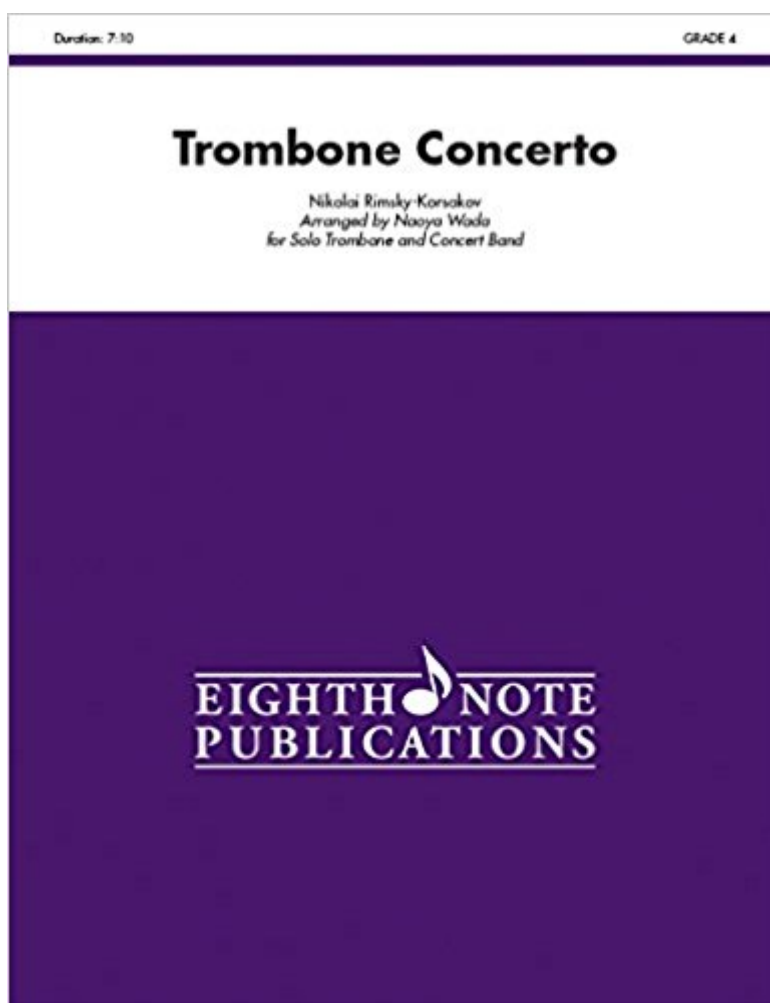 Duration: 7:10
GRADE 4
Trombone Concerto
Nikolai Rimsky-Korsakov
Arranged by Naoya Wada
for Solo Trombone and Concert Band
EIGHTH NOTE
PUBLICATIONS